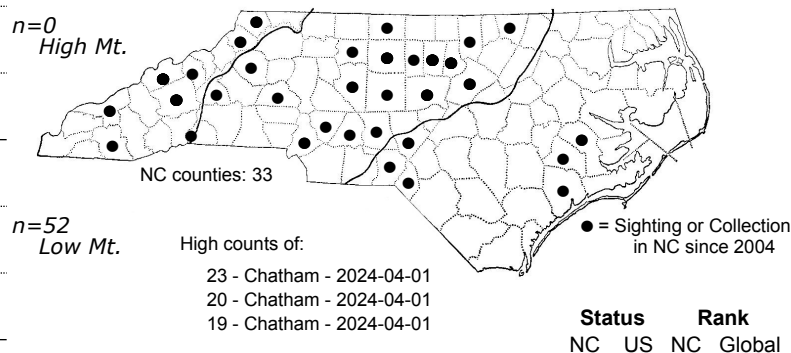 n=0
High Mt.
NC counties: 33
n=52
Low Mt.
High counts of:
23 - Chatham - 2024-04-01
20 - Chatham - 2024-04-01
19 - Chatham - 2024-04-01
● = Sighting or Collection
in NC since 2004
Status Rank
NC US NC Global